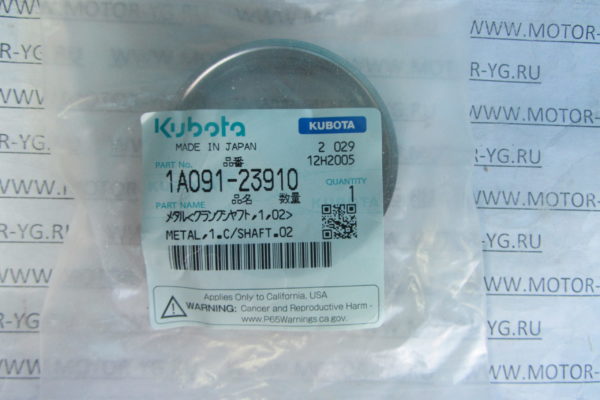 Kubota KUBOTA
MADE IN JAPAN 2 029
PART No. 品番 12H2005
1A091-23910
品名 数量 QUANTITY
PART NAME 1
メタル<クランクシャフト,1,02>
METAL,1.C/SHAFT.02
Applies Only to California, USA
WARNING: Cancer and Reproductive Harm -
www.P65Warnings.ca.gov.
WWW.MOTOR-YG.RU